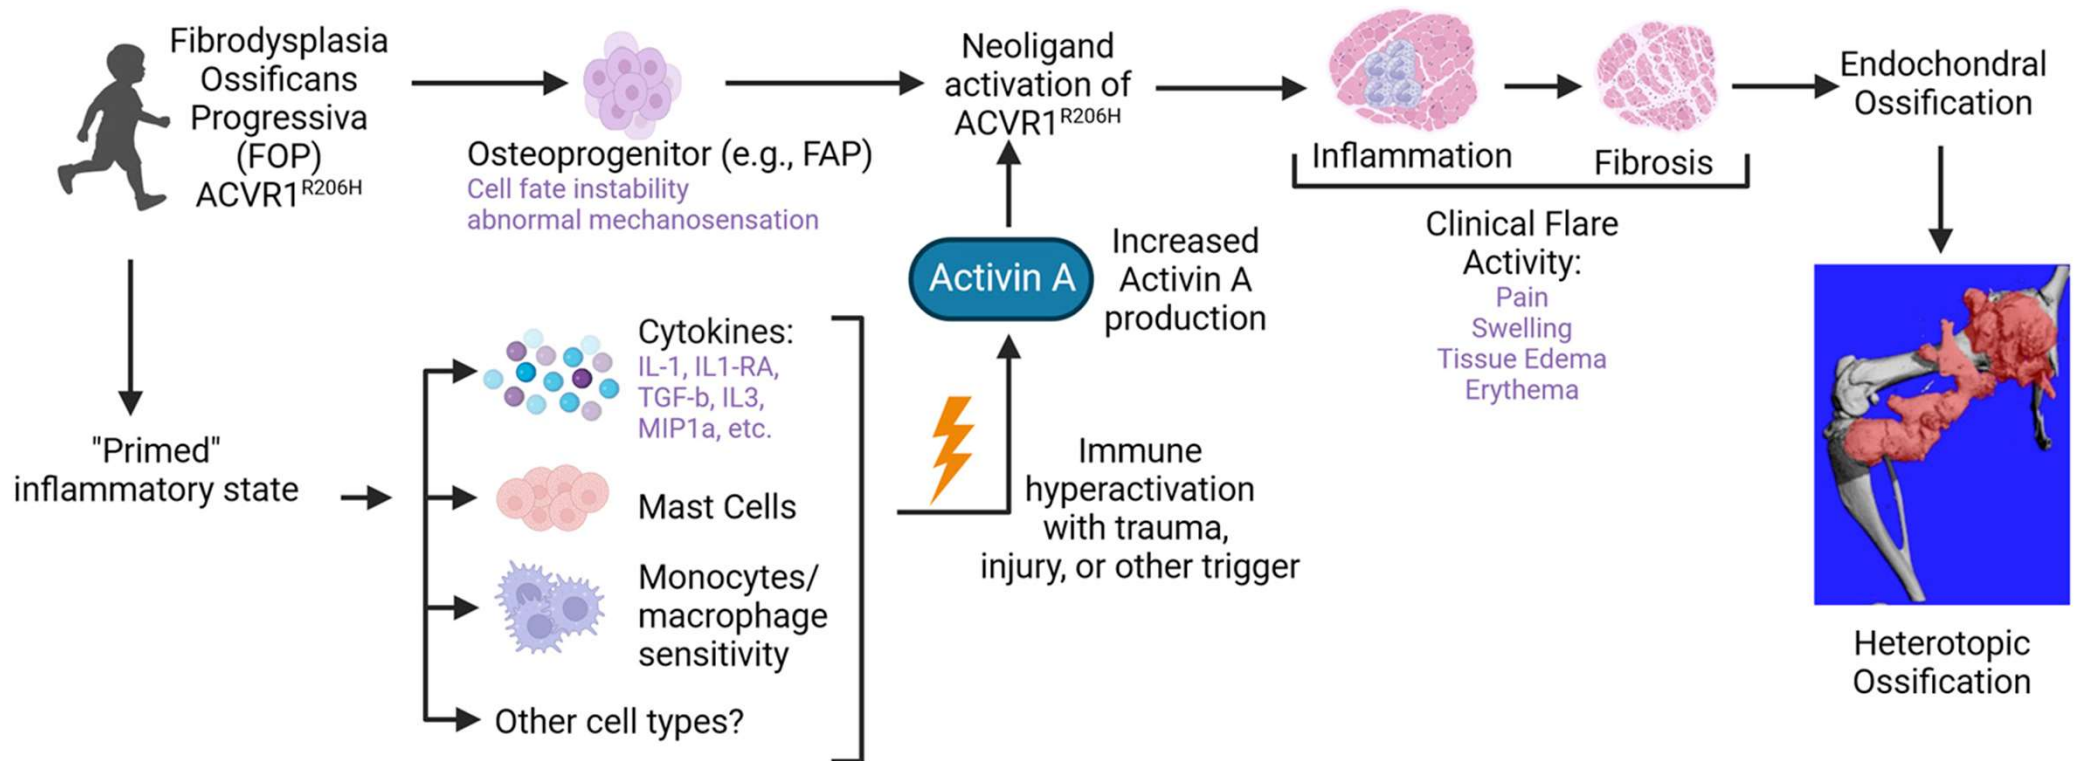 Fibrodysplasia
Ossificans
Progressiva
(FOP)
ACVR1R206H
Osteoprogenitor (e.g., FAP)
Cell fate instability
abnormal mechanosensation
Neoligand
activation of
ACVR1R206H
Inflammation
Fibrosis
Endochondral
Ossification
Clinical Flare
Activity:
Pain
Swelling
Tissue Edema
Erythema
Activin A
Increased
Activin A
production
"Primed"
inflammatory state
Cytokines:
IL-1, IL1-RA,
TGF-b, IL3,
MIP1a, etc.
Mast Cells
Monocytes/
macrophage
sensitivity
Other cell types?
Immune
hyperactivation
with trauma,
injury, or other trigger
Heterotopic
Ossification